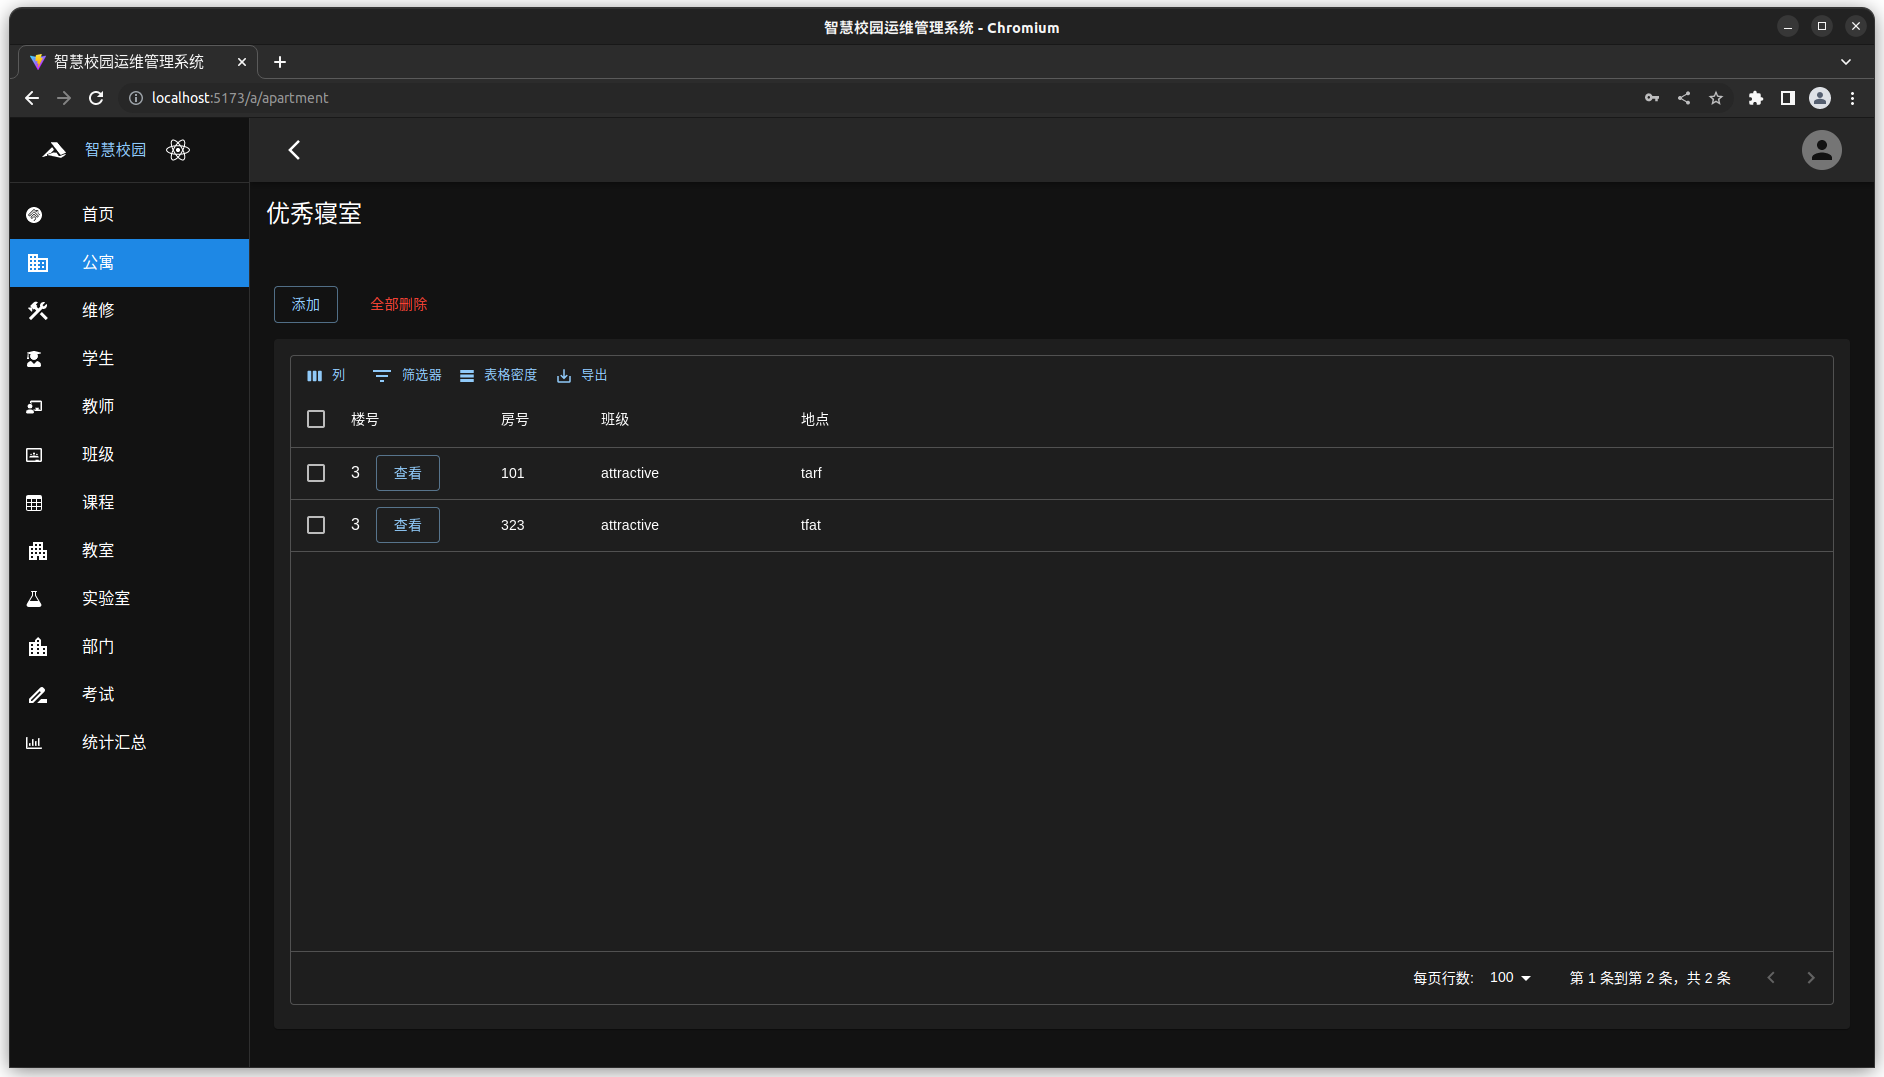 智慧校园运维管理系统 - Chromium
智慧校园运维管理系统
localhost:5173/a/apartment
智慧校园
首页
公寓
维修
学生
教师
班级
课程
教室
实验室
部门
考试
统计汇总
优秀寝室
添加 全部删除
列 筛选器 表格密度 导出
楼号 房号 班级 地点
3 查看 101 attractive tarf
3 查看 323 attractive tfat
每页行数: 100 第 1 条到第 2 条，共 2 条